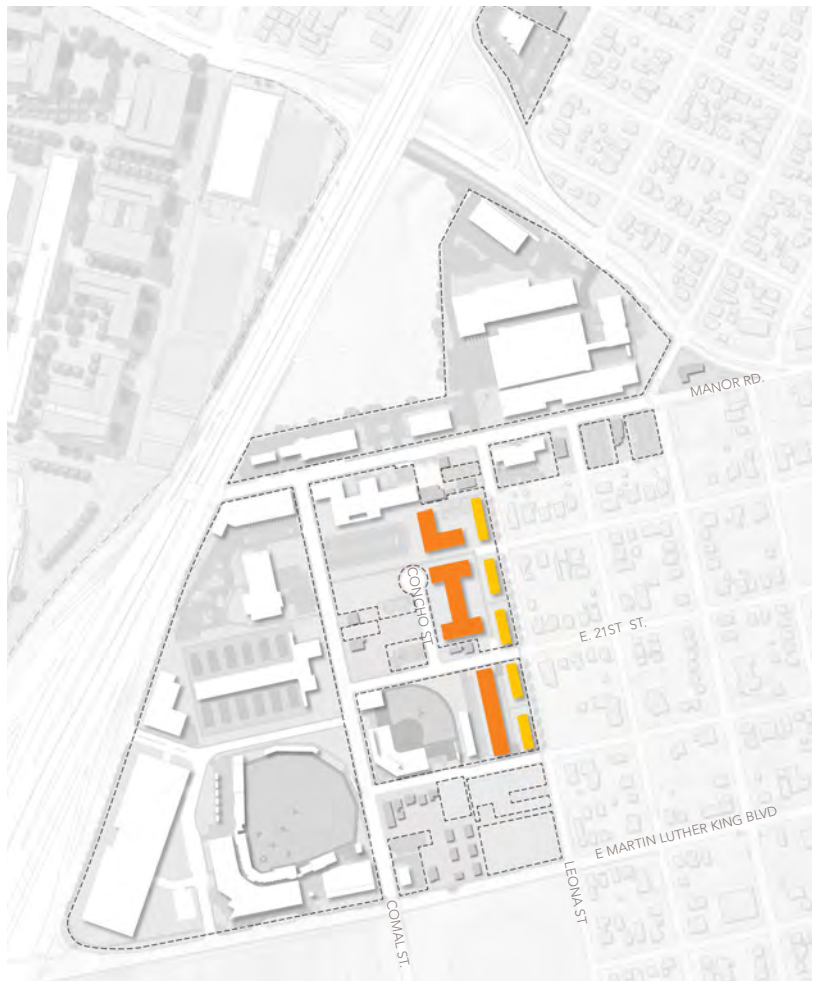 MANOR RD.
CONCHO ST.
E. 21ST ST.
E MARTIN LUTHER KING BLVD
LEONA ST
COMAL ST.